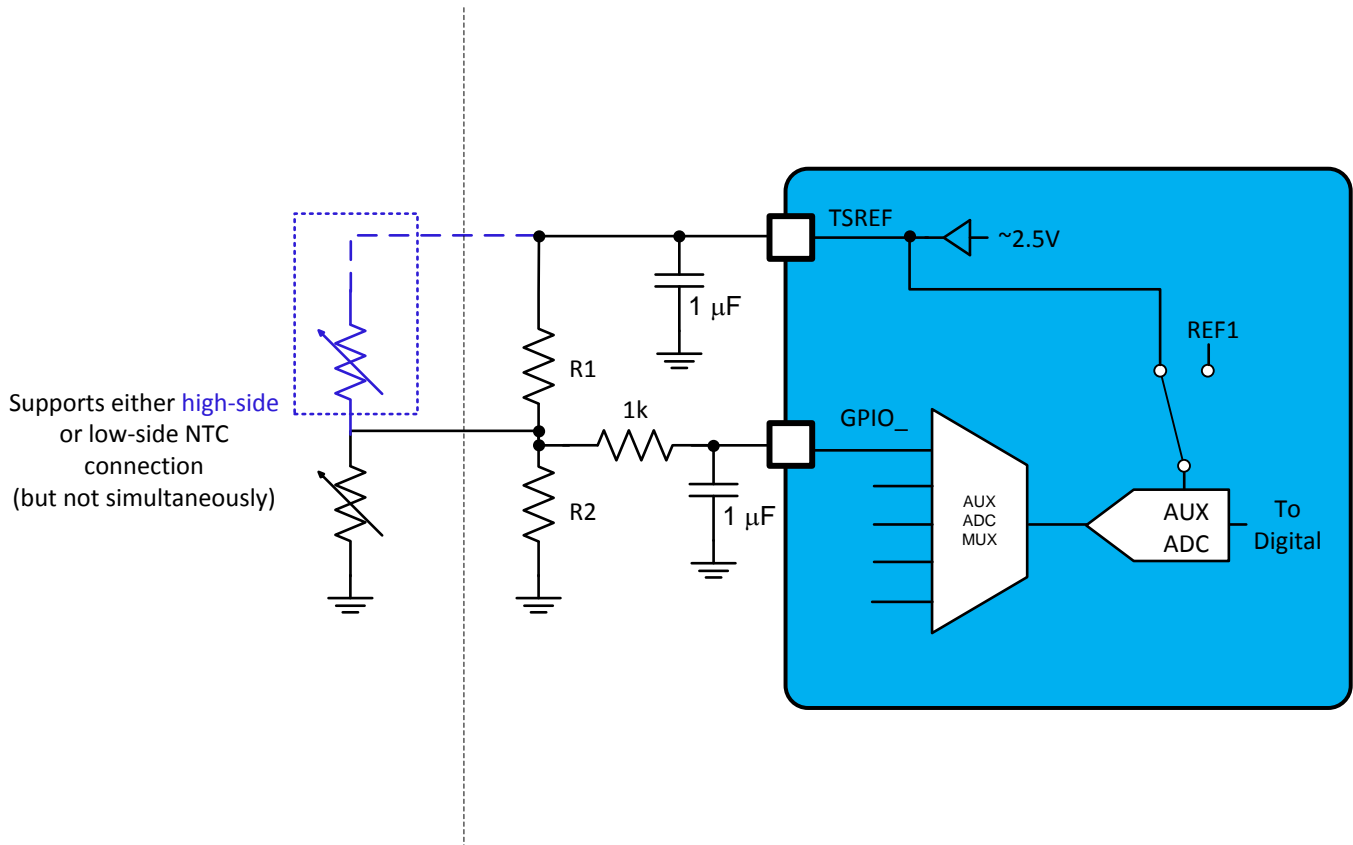 TSREF
~2.5V
1 μF
REF1
R1
Supports either high-side
or low-side NTC
connection
(but not simultaneously)
1k
GPIO_
R2
1 μF
AUX
ADC
MUX
AUX
ADC
To
Digital